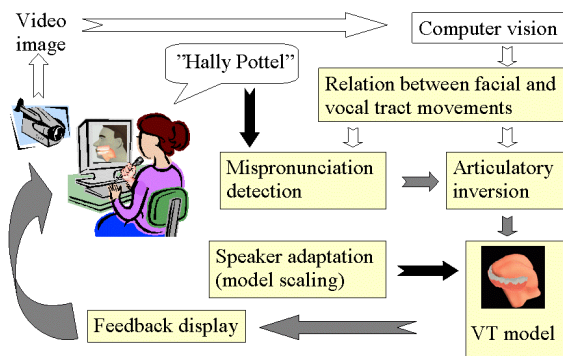 Video
image
Computer vision
”Hally Pottel”
Relation between facial and
vocal tract movements
Mispronunciation
detection
Articulatory
inversion
Speaker adaptation
(model scaling)
VT model
Feedback display